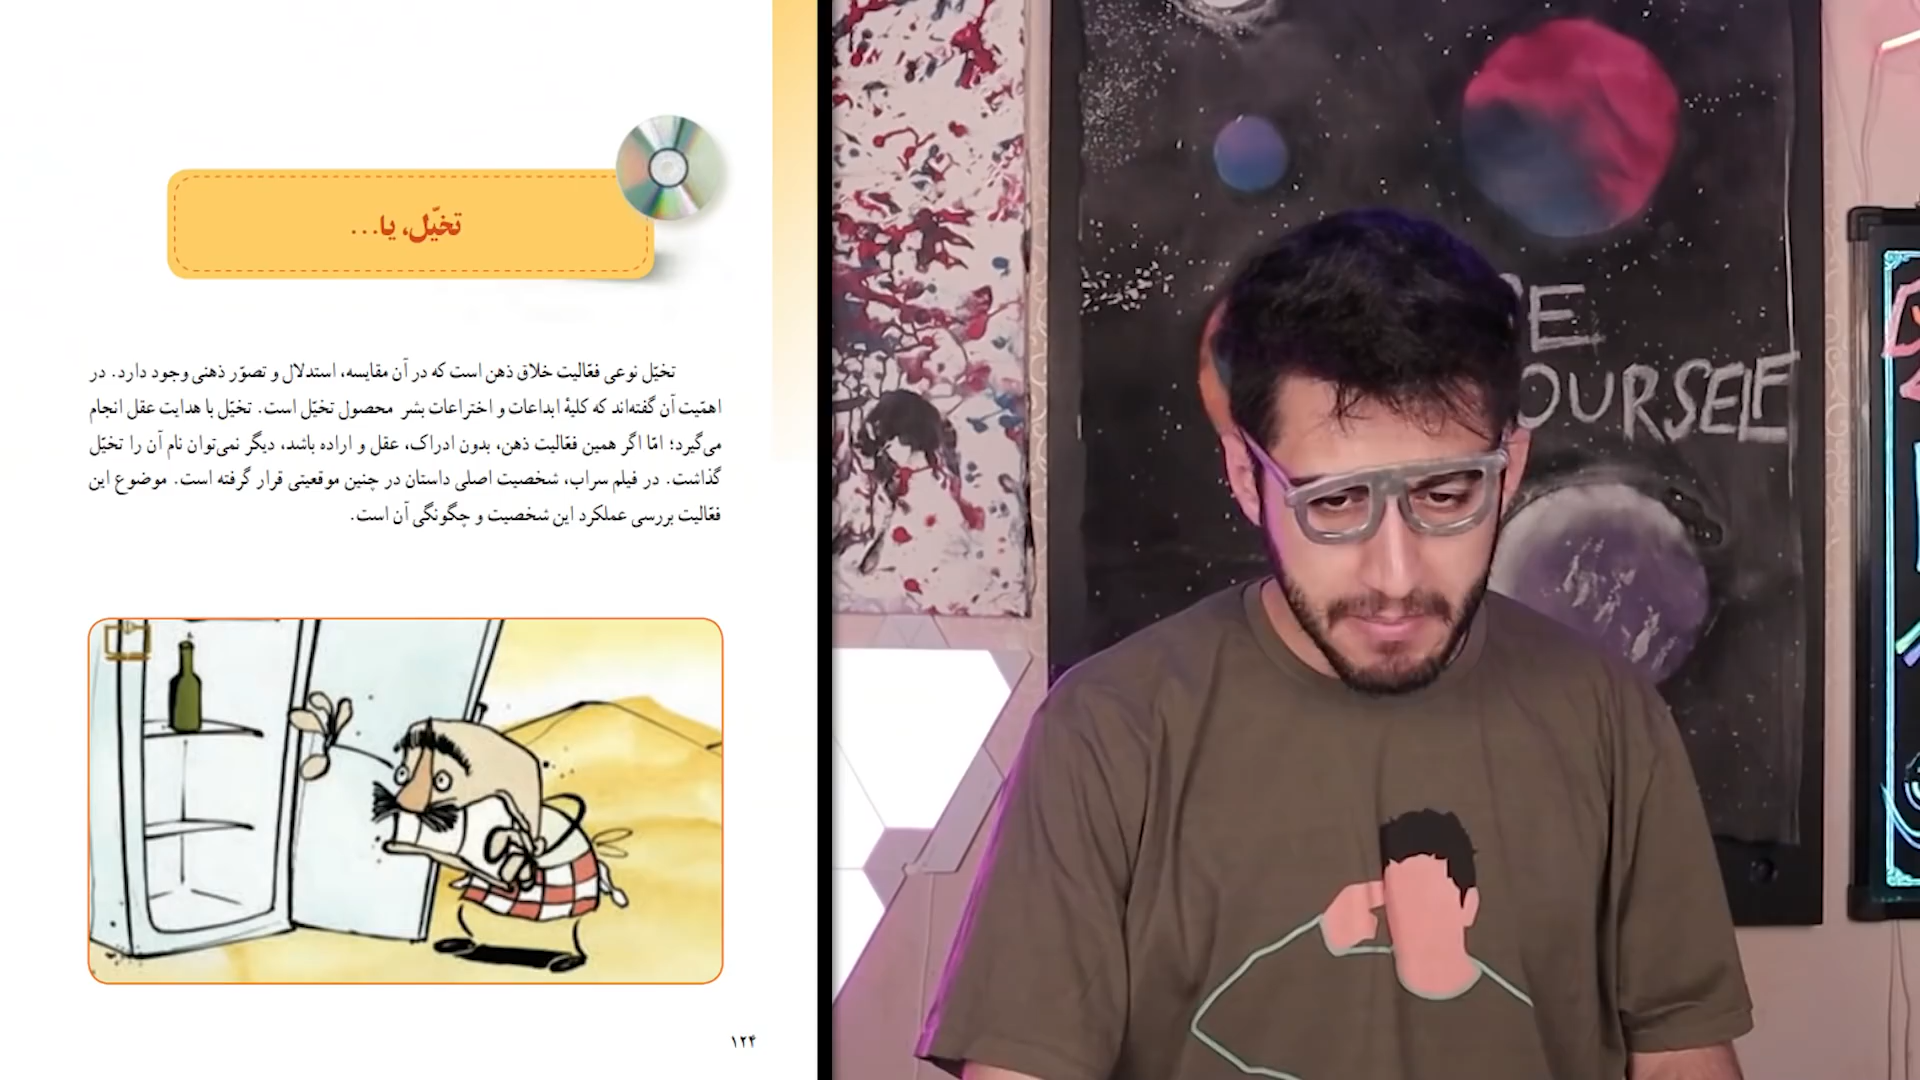 تخیّل، یا...
تخیّل نوعی فعّالیت خلاق ذهن است که در آن مقایسه، استدلال و تصوّر ذهنی وجود دارد. در
اهمّیت آن گفته‌اند که کلیهٔ ابداعات و اختراعات بشر محصول تخیّل است. تخیّل با هدایت عقل انجام
می‌گیرد؛ امّا اگر همین فعّالیت ذهن، بدون ادراک، عقل و اراده باشد، دیگر نمی‌توان نام آن را تخیّل
گذاشت. در فیلم سراب، شخصیت اصلی داستان در چنین موقعیتی قرار گرفته است. موضوع این
فعّالیت بررسی عملکرد این شخصیت و چگونگی آن است.
۱۲۴